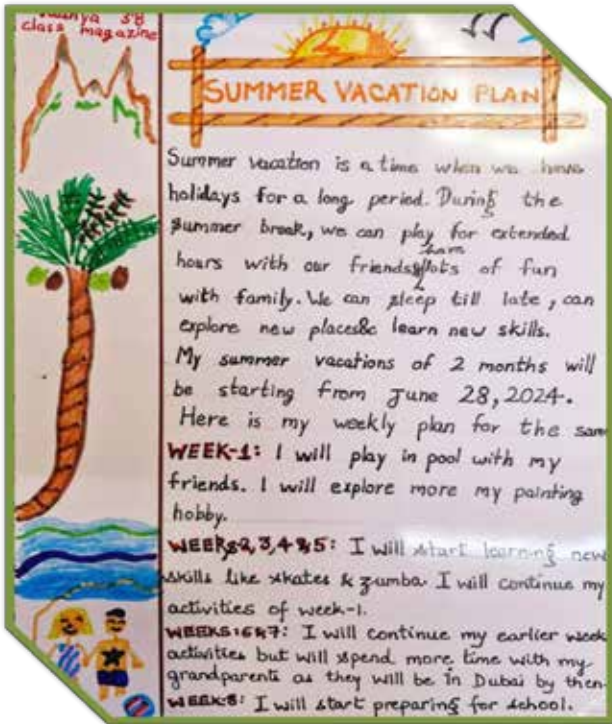 3B
class magazine
SUMMER VACATION PLAN
Summer vacation is a time when we have
holidays for a long period. During the
summer break, we can play for extended
hours with our friends & have lots of fun
with family. We can sleep till late, can
explore new places & learn new skills.
My summer vacations of 2 months will
be starting from June 28, 2024.
Here is my weekly plan for the same
WEEK-1: I will play in pool with my
friends. I will explore more my painting
hobby.
WEEKS 2,3,4 & 5: I will start learning new
skills like skates & zumba. I will continue my
activities of week-1.
WEEKS:6&7: I will continue my earlier week
activities but will spend more time with my
grandparents as they will be in Dubai by then.
WEEK-8: I will start preparing for school.